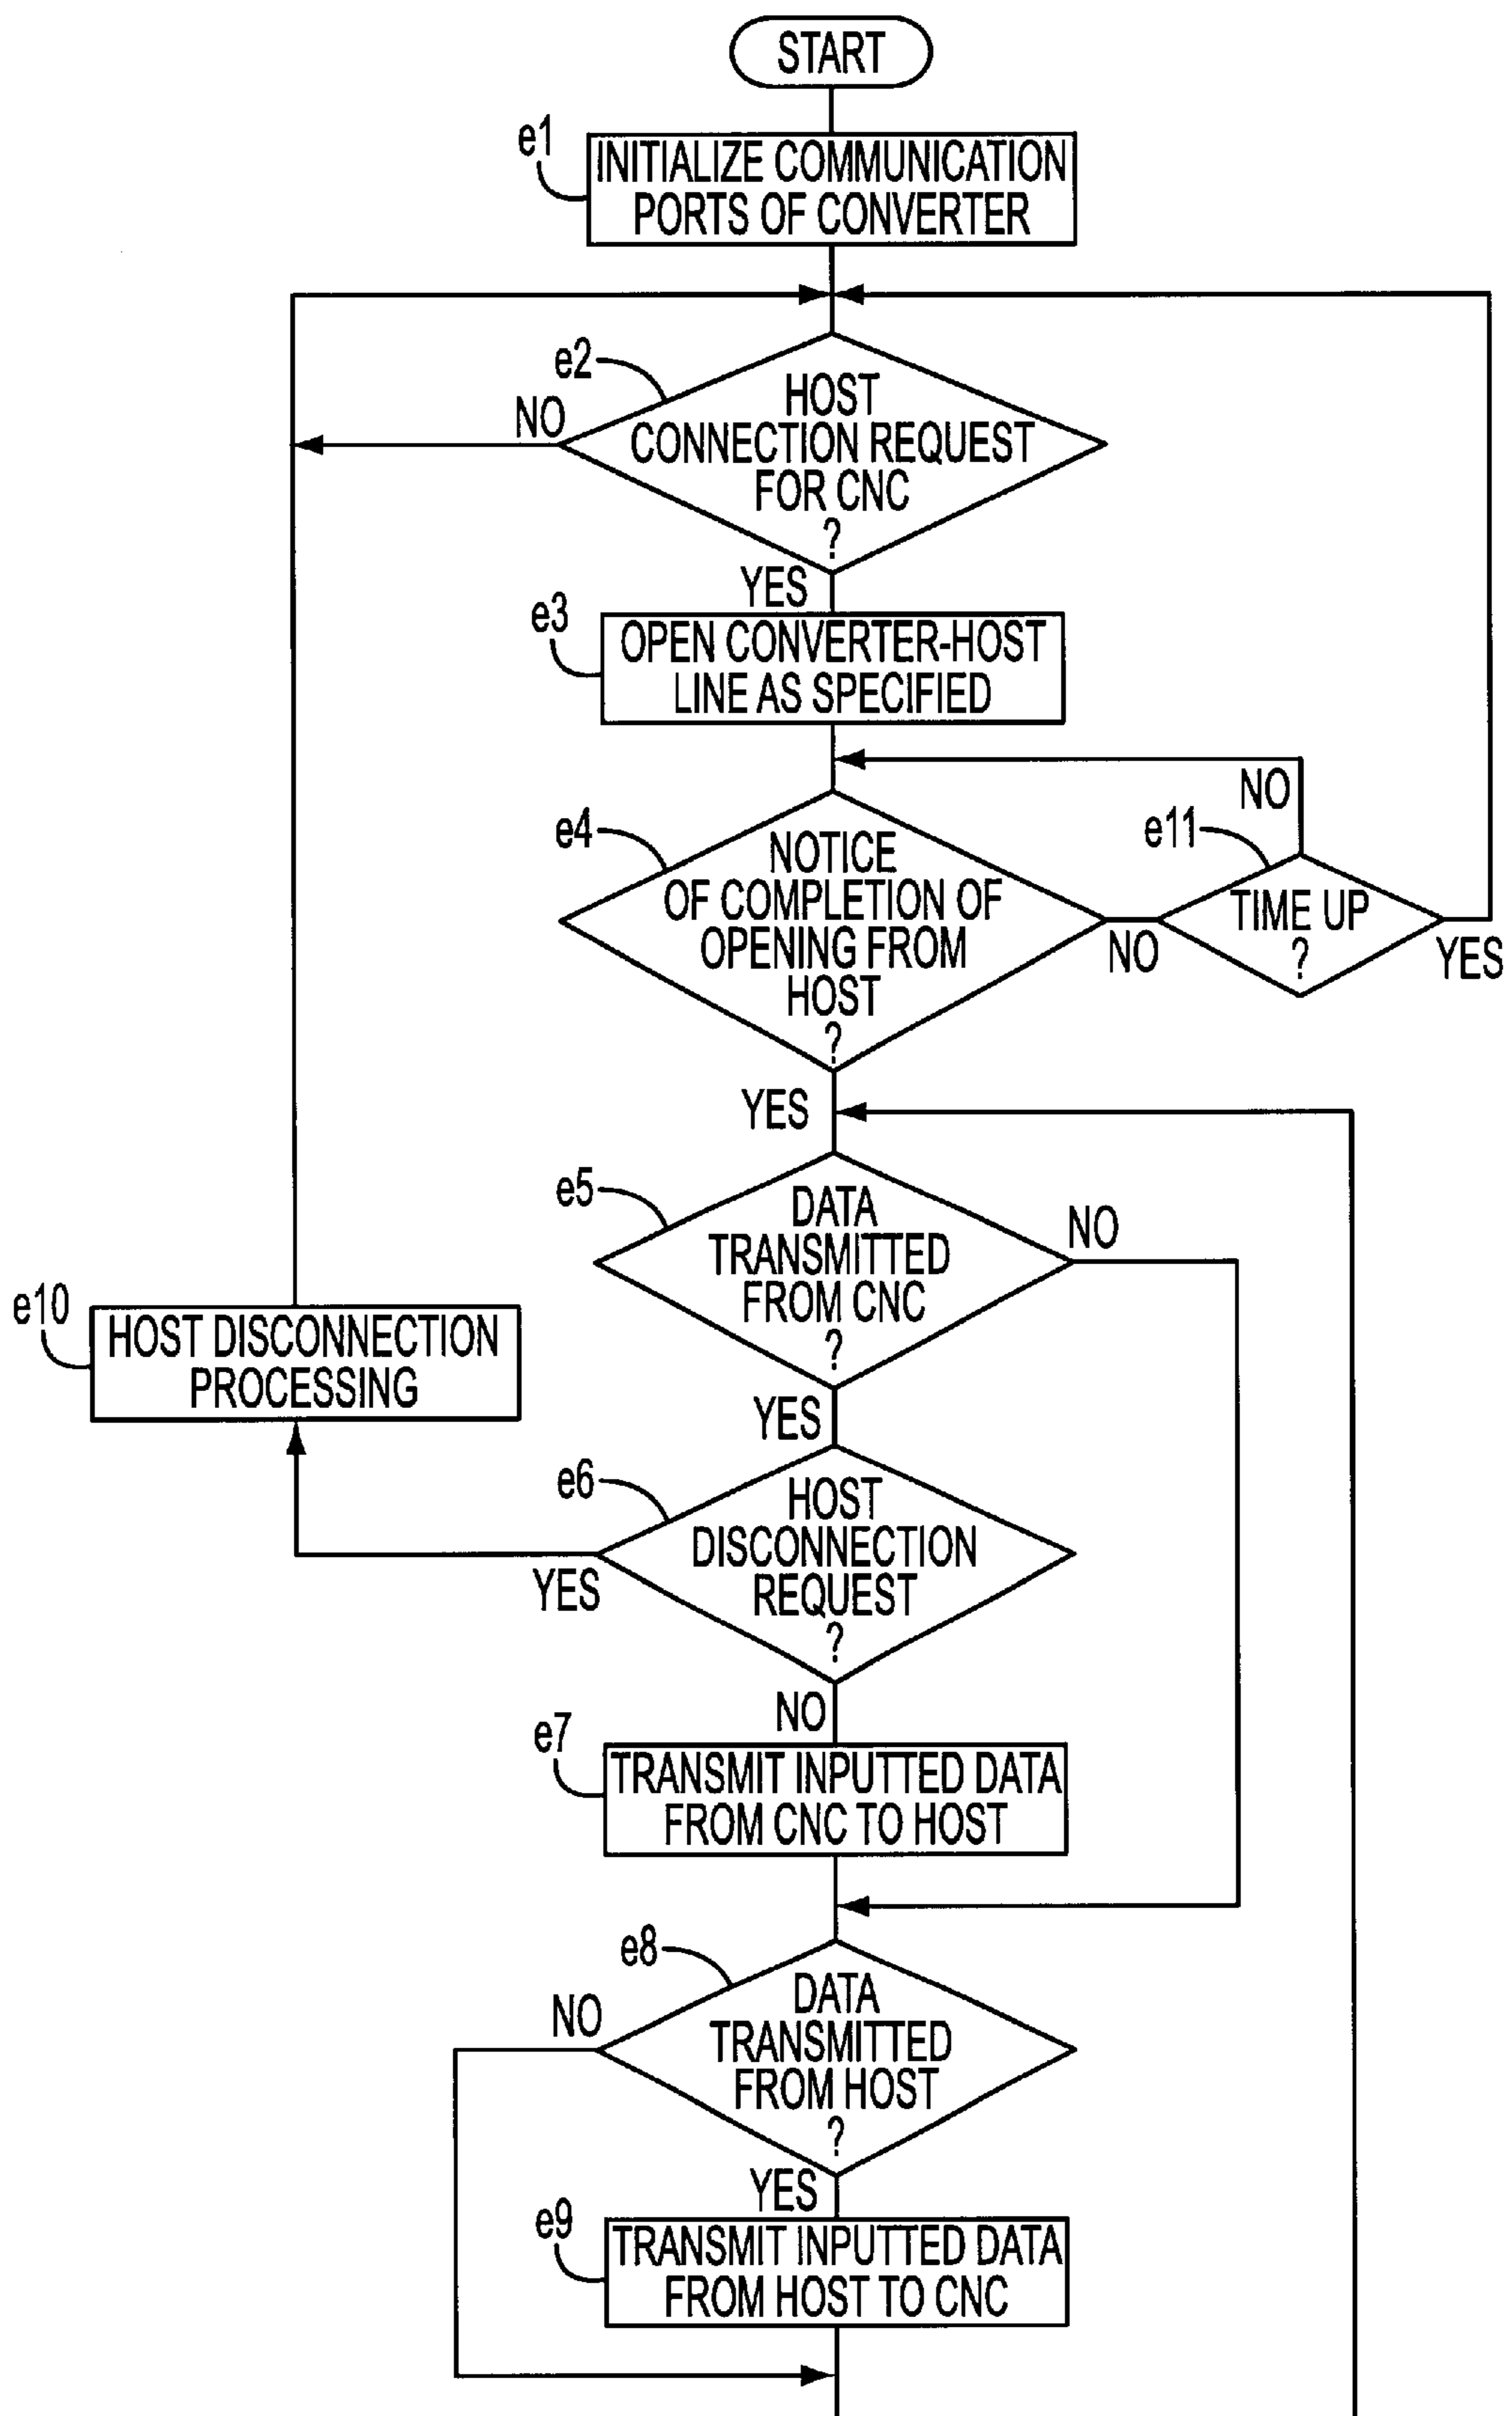 START
e1
INITIALIZE COMMUNICATION
PORTS OF CONVERTER
e2
HOST
CONNECTION REQUEST
FOR CNC
?
NO
YES
e3
OPEN CONVERTER-HOST
LINE AS SPECIFIED
e4
NOTICE
OF COMPLETION OF
OPENING FROM
HOST
?
NO
e11
TIME UP
?
NO
YES
YES
e5
DATA
TRANSMITTED
FROM CNC
?
NO
YES
e10
HOST DISCONNECTION
PROCESSING
e6
HOST
DISCONNECTION
REQUEST
?
YES
NO
e7
TRANSMIT INPUTTED DATA
FROM CNC TO HOST
e8
DATA
TRANSMITTED
FROM HOST
?
NO
YES
e9
TRANSMIT INPUTTED DATA
FROM HOST TO CNC